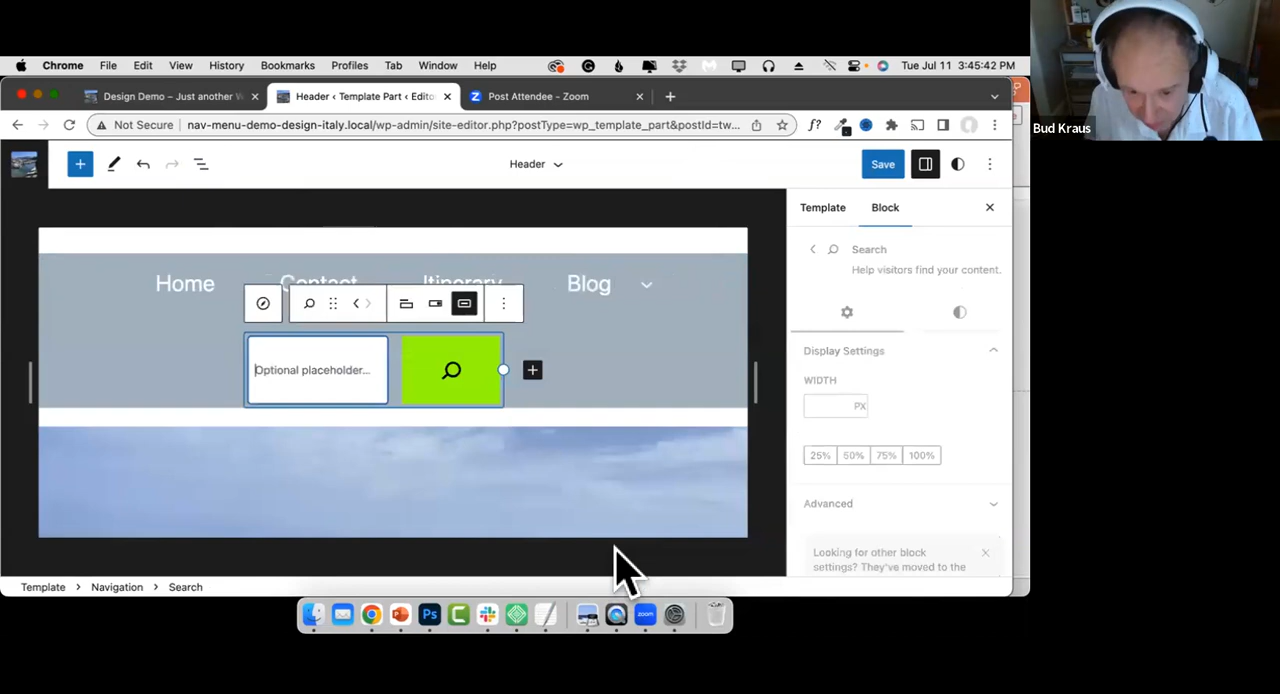 Chrome File Edit View History Bookmarks Profiles Tab Window Help Tue Jul 11 3:45:42 PM
Design Demo – Just another W
Header ‹ Template Part ‹ Edito
Z Post Attendee - Zoom
Not Secure nav-menu-demo-design-italy.local/wp-admin/site-editor.php?postType=wp_template_part&postId=tw...
f?
Bud Kraus
Header
Save
Template Block
Search
Help visitors find your content.
Home Contact Itinerary Blog
Display Settings
Optional placeholder...
WIDTH
PX
25% 50% 75% 100%
Advanced
Looking for other block
settings? They've moved to the
Template > Navigation > Search
Ps
C
zoom